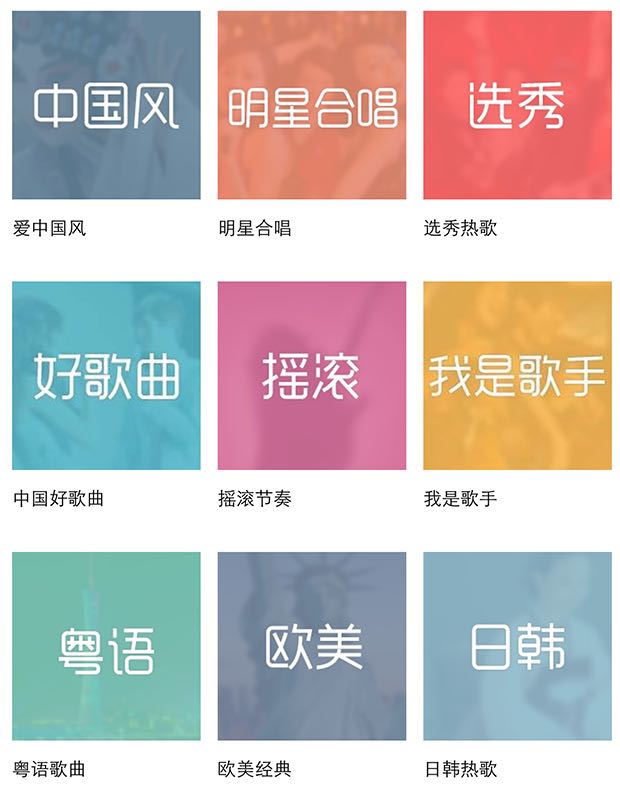 中国风
明星合唱
选秀
爱中国风
明星合唱
选秀热歌
好歌曲
摇滚
我是歌手
中国好歌曲
摇滚节奏
我是歌手
粤语
欧美
日韩
粤语歌曲
欧美经典
日韩热歌